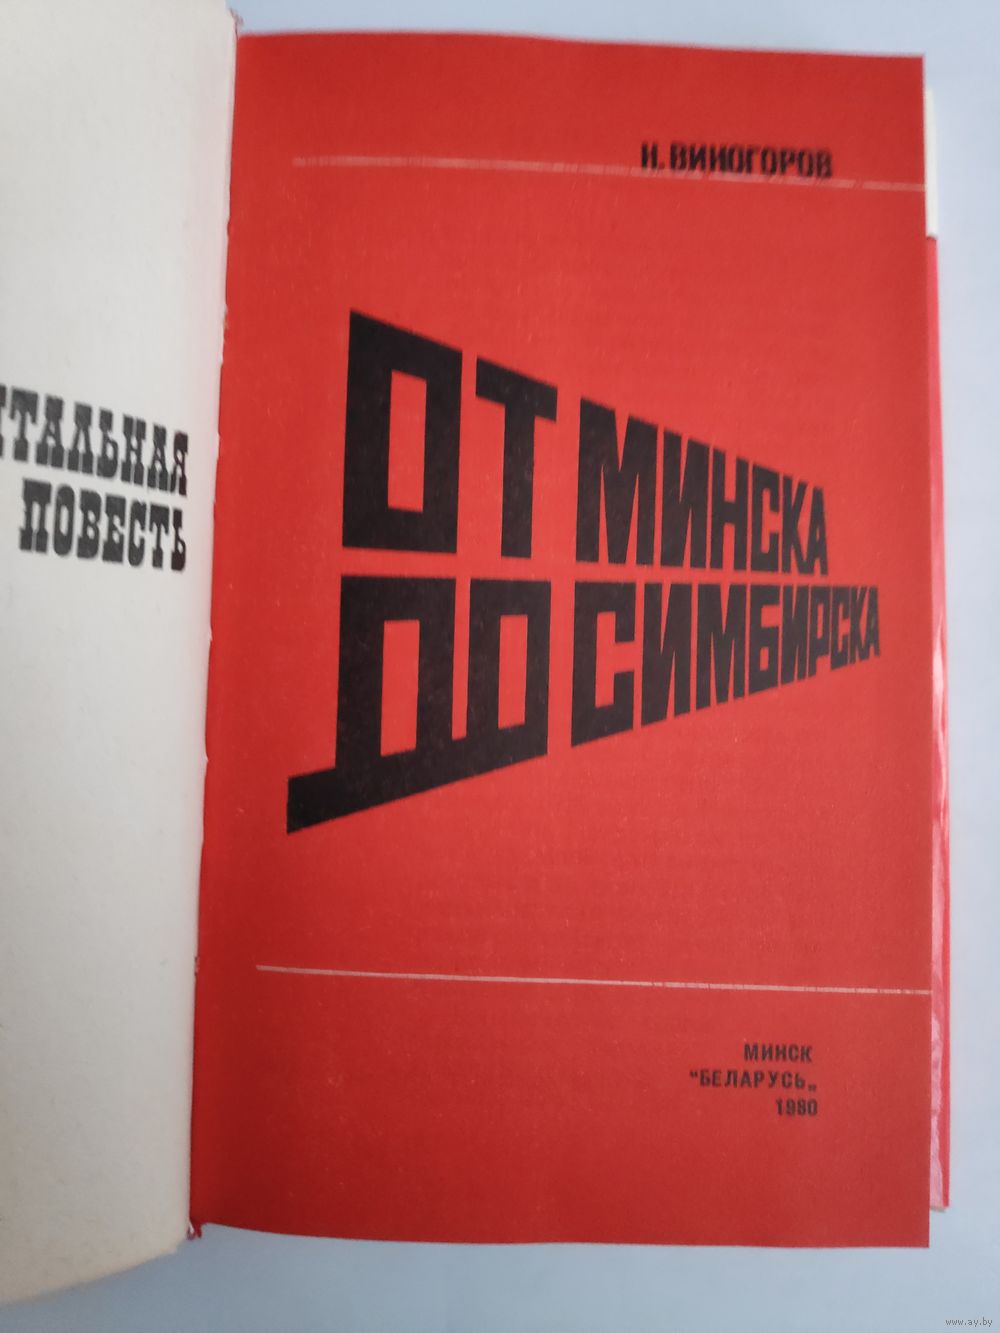 ТАЛЬНАЯ
ПОВЕСТЬ
Н. ВИНОГОРОВ
ОТ МИНСКА
ДО СИМБИРСКА
МИНСК
"БЕЛАРУСЬ„
1980
www.ay.by